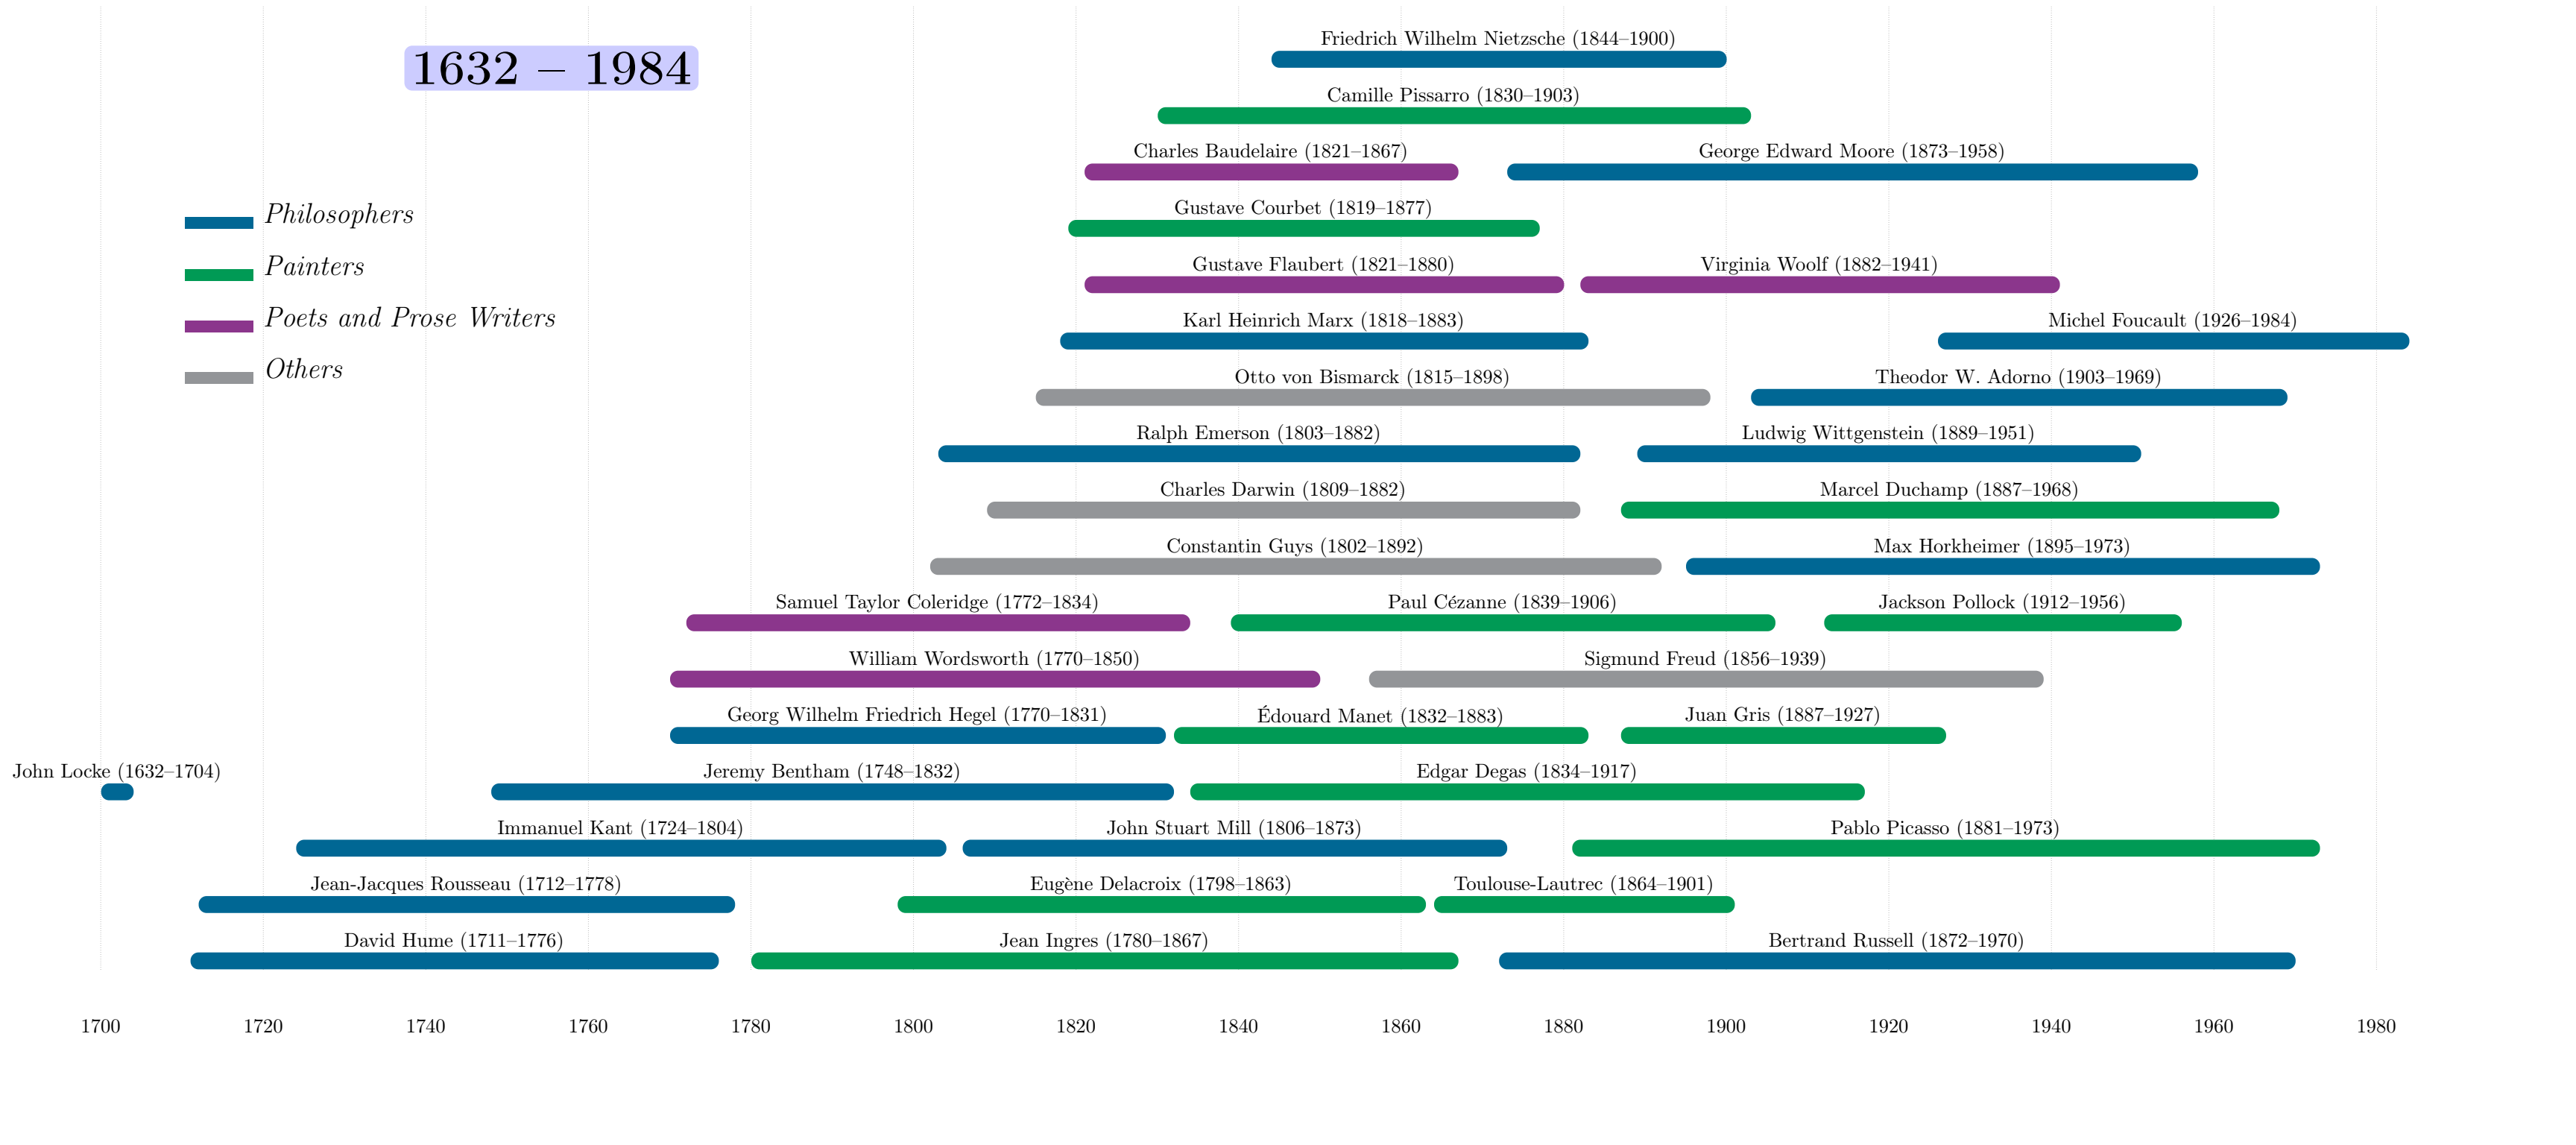 1632 – 1984
Friedrich Wilhelm Nietzsche (1844–1900)
Camille Pissarro (1830–1903)
Charles Baudelaire (1821–1867)
George Edward Moore (1873–1958)
Philosophers
Gustave Courbet (1819–1877)
Painters
Gustave Flaubert (1821–1880)
Virginia Woolf (1882–1941)
Poets and Prose Writers
Karl Heinrich Marx (1818–1883)
Michel Foucault (1926–1984)
Others
Otto von Bismarck (1815–1898)
Theodor W. Adorno (1903–1969)
Ralph Emerson (1803–1882)
Ludwig Wittgenstein (1889–1951)
Charles Darwin (1809–1882)
Marcel Duchamp (1887–1968)
Constantin Guys (1802–1892)
Max Horkheimer (1895–1973)
Samuel Taylor Coleridge (1772–1834)
Paul Cézanne (1839–1906)
Jackson Pollock (1912–1956)
William Wordsworth (1770–1850)
Sigmund Freud (1856–1939)
Georg Wilhelm Friedrich Hegel (1770–1831)
Édouard Manet (1832–1883)
Juan Gris (1887–1927)
John Locke (1632–1704)
Jeremy Bentham (1748–1832)
Edgar Degas (1834–1917)
Immanuel Kant (1724–1804)
John Stuart Mill (1806–1873)
Pablo Picasso (1881–1973)
Jean-Jacques Rousseau (1712–1778)
Eugène Delacroix (1798–1863)
Toulouse-Lautrec (1864–1901)
David Hume (1711–1776)
Jean Ingres (1780–1867)
Bertrand Russell (1872–1970)
1700 1720 1740 1760 1780 1800 1820 1840 1860 1880 1900 1920 1940 1960 1980